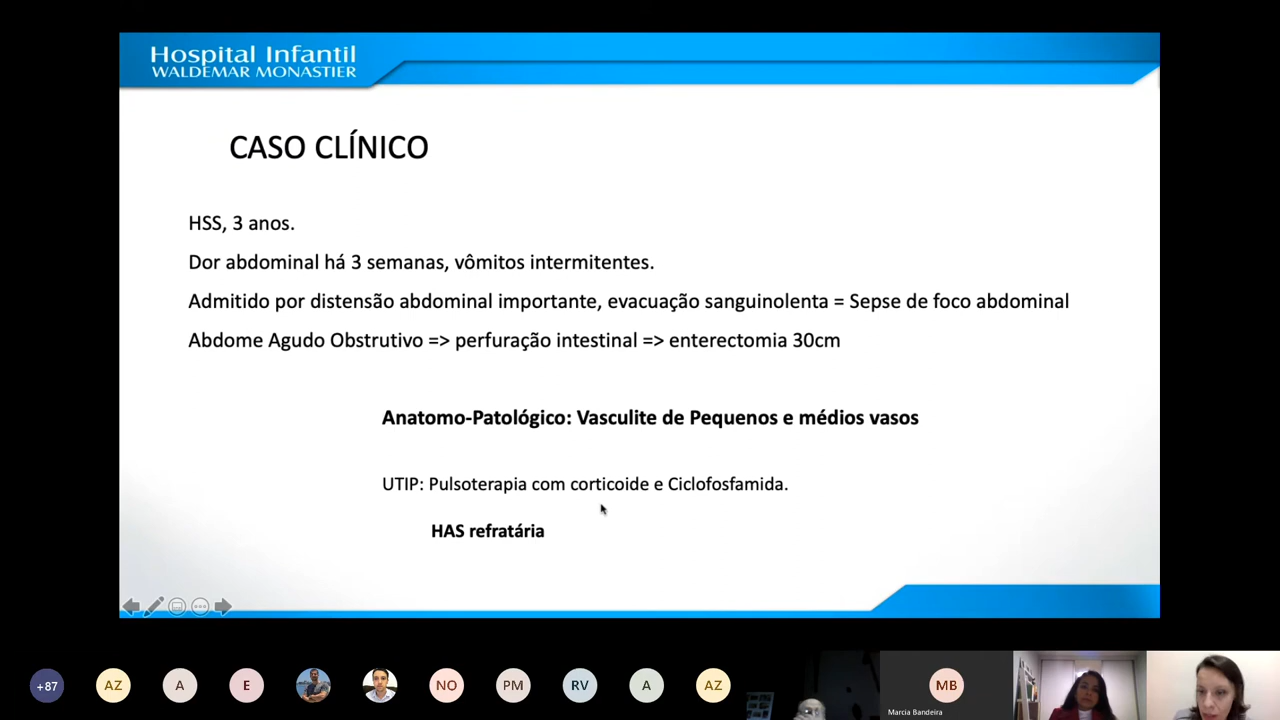 Hospital Infantil
WALDEMAR MONASTIER
CASO CLÍNICO
HSS, 3 anos.
Dor abdominal há 3 semanas, vômitos intermitentes.
Admitido por distensão abdominal importante, evacuação sanguinolenta = Sepse de foco abdominal
Abdome Agudo Obstrutivo => perfuração intestinal => enterectomia 30cm
Anatomo-Patológico: Vasculite de Pequenos e médios vasos
UTIP: Pulsoterapia com corticoide e Ciclofosfamida.
HAS refratária
+87 AZ A E NO PM RV A AZ MB
Marcia Bandeira